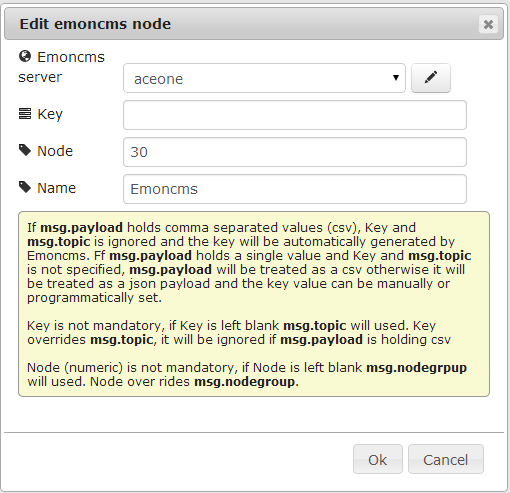 Edit emoncms node
Emoncms
server
aceone
Key
Node
30
Name
Emoncms
If msg.payload holds comma separated values (csv), Key and
msg.topic is ignored and the key will be automatically generated by
Emoncms. Ff msg.payload holds a single value and Key and msg.topic
is not specified, msg.payload will be treated as a csv otherwise it will
be treated as a json payload and the key value can be manually or
programmatically set.
Key is not mandatory, if Key is left blank msg.topic will used. Key
overrides msg.topic, it will be ignored if msg.payload is holding csv
Node (numeric) is not mandatory, if Node is left blank msg.nodegrpup
will used. Node over rides msg.nodegroup.
Ok
Cancel